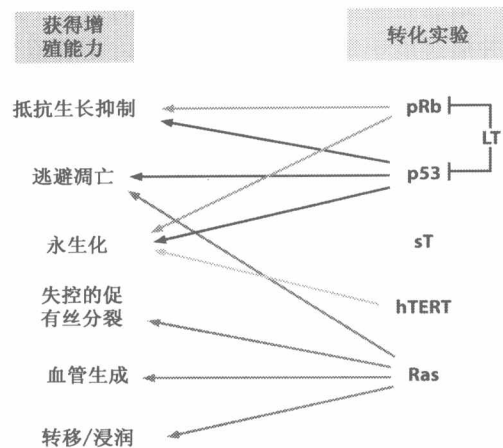 获得增
殖能力
转化实验
抵抗生长抑制
pRb
LT
逃避凋亡
p53
永生化
sT
失控的促
有丝分裂
hTERT
血管生成
Ras
转移/浸润